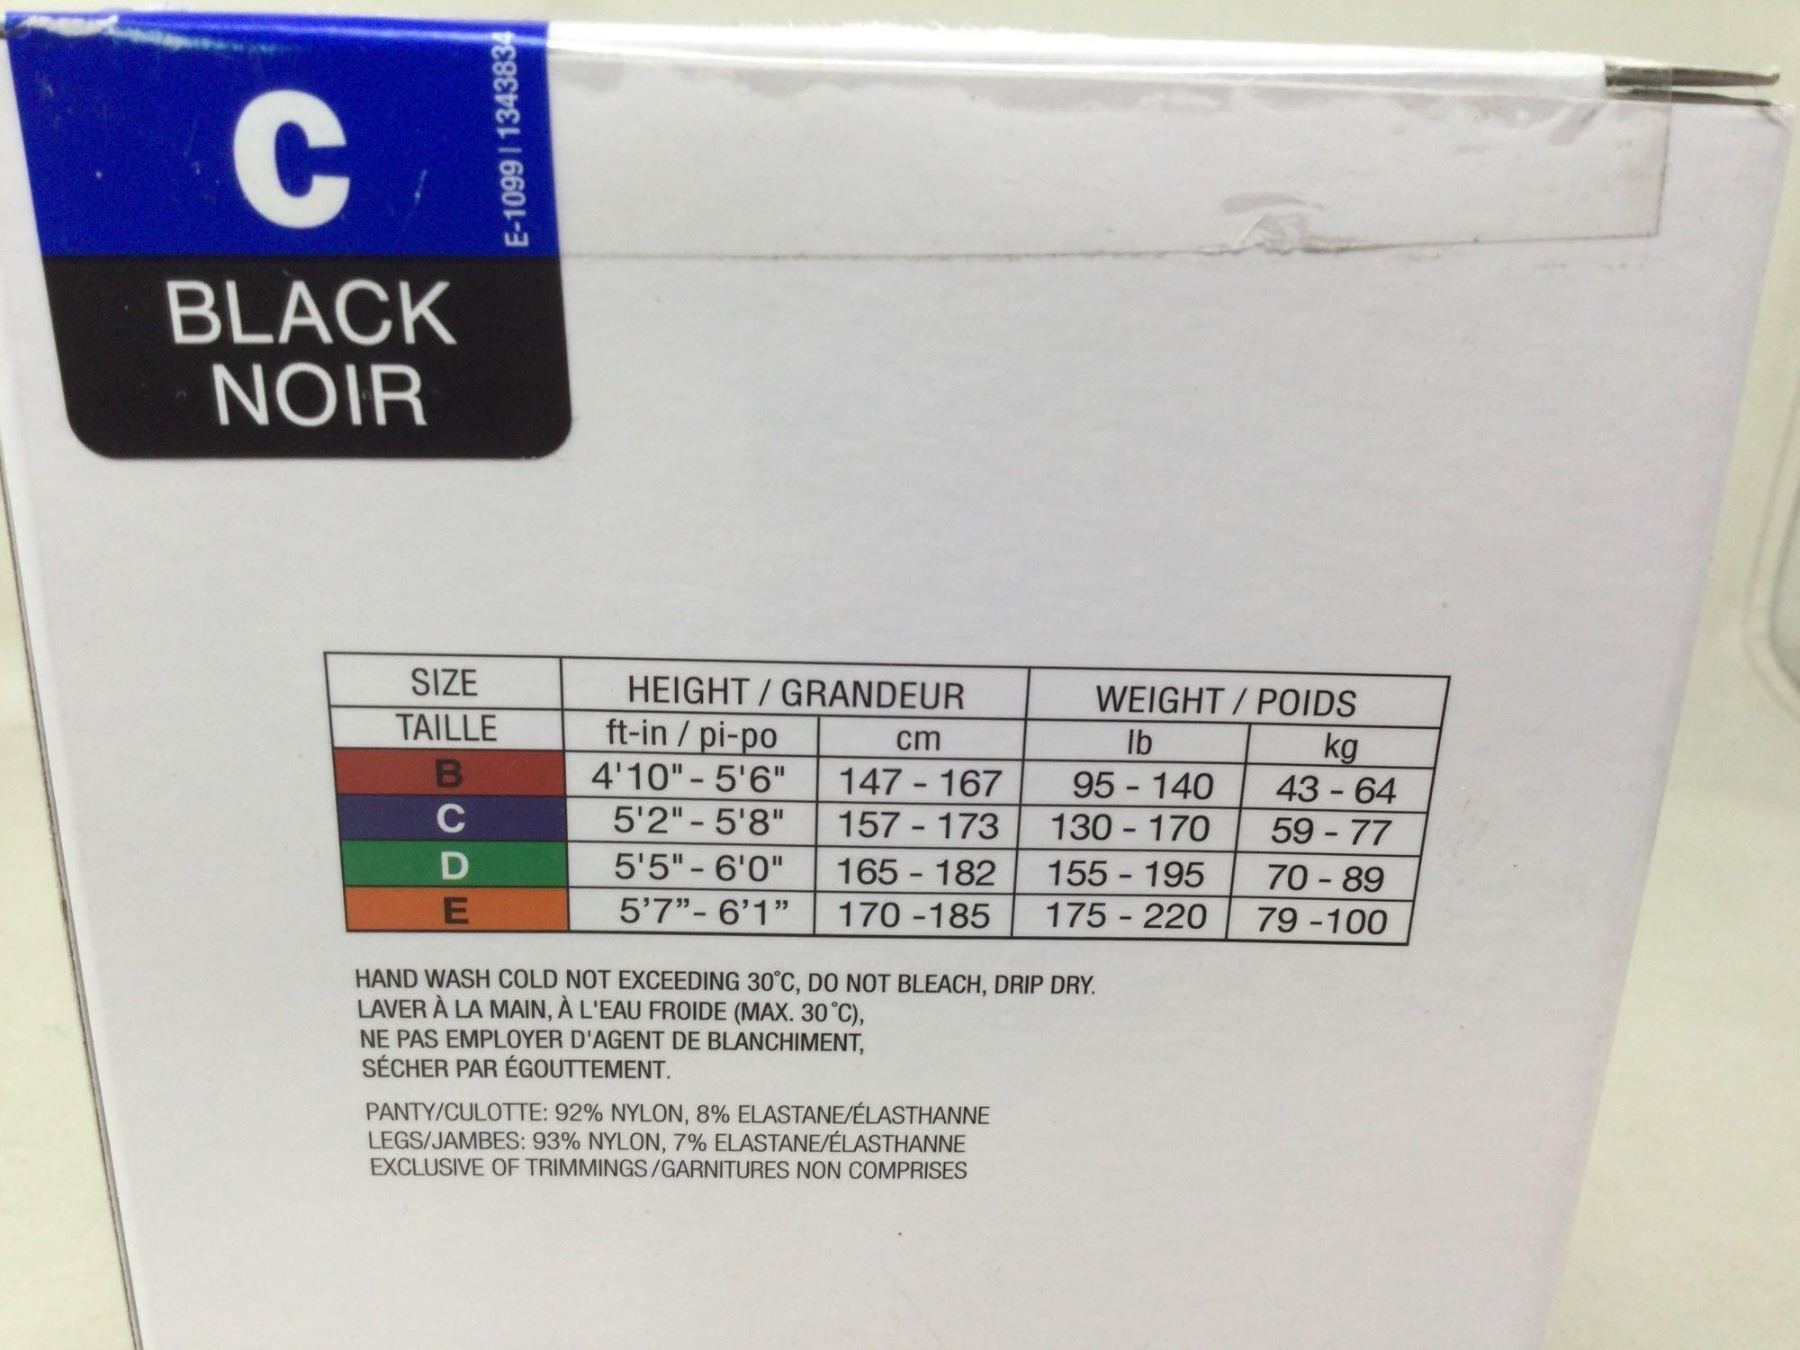 C
E-1099 | 1343834
BLACK
NOIR
SIZE HEIGHT / GRANDEUR WEIGHT / POIDS
TAILLE ft-in / pi-po cm lb kg
B 4'10" - 5'6" 147 - 167 95 - 140 43 - 64
C 5'2" - 5'8" 157 - 173 130 - 170 59 - 77
D 5'5" - 6'0" 165 - 182 155 - 195 70 - 89
E 5’7”- 6’1” 170 -185 175 - 220 79 -100
HAND WASH COLD NOT EXCEEDING 30°C, DO NOT BLEACH, DRIP DRY.
LAVER À LA MAIN, À L'EAU FROIDE (MAX. 30°C),
NE PAS EMPLOYER D'AGENT DE BLANCHIMENT,
SÉCHER PAR ÉGOUTTEMENT.
PANTY/CULOTTE: 92% NYLON, 8% ELASTANE/ÉLASTHANNE
LEGS/JAMBES: 93% NYLON, 7% ELASTANE/ÉLASTHANNE
EXCLUSIVE OF TRIMMINGS/GARNITURES NON COMPRISES